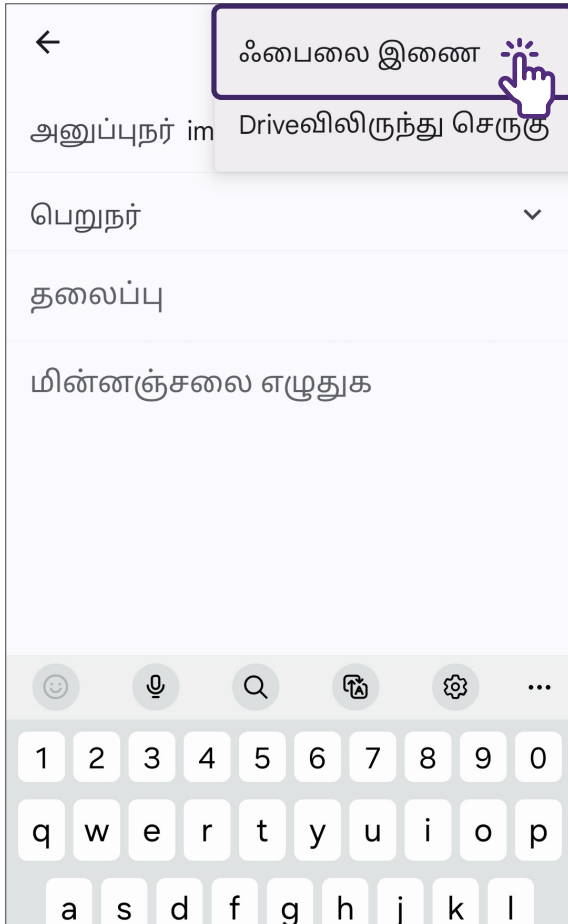 ஃபைலை இணை
Driveவிலிருந்து செருகு
அனுப்புநர் im
பெறுநர்
தலைப்பு
மின்னஞ்சலை எழுதுக
1 2 3 4 5 6 7 8 9 0
q w e r t y u i o p
a s d f g h j k l